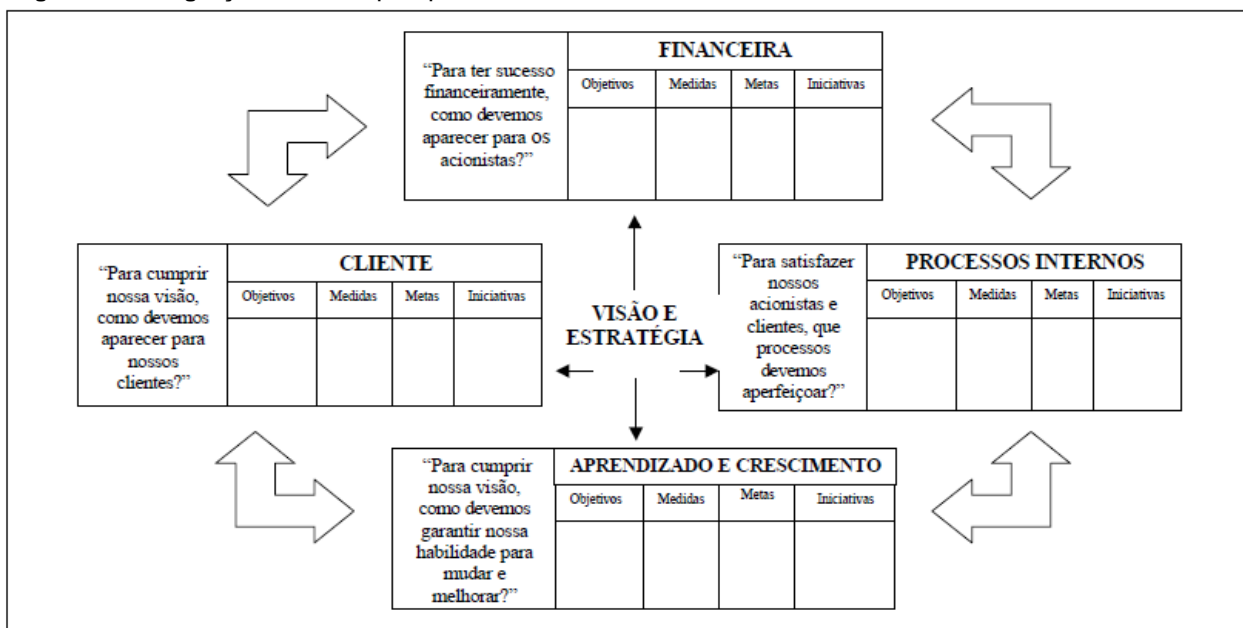 “Para ter sucesso
financeiramente,
como devemos
aparecer para os
acionistas?”
FINANCEIRA
Objetivos Medidas Metas Iniciativas
“Para cumprir
nossa visão,
como devemos
aparecer para
nossos
clientes?”
CLIENTE
Objetivos Medidas Metas Iniciativas
VISÃO E
ESTRATÉGIA
“Para satisfazer
nossos
acionistas e
clientes, que
processos
devemos
aperfeiçoar?”
PROCESSOS INTERNOS
Objetivos Medidas Metas Iniciativas
“Para cumprir
nossa visão,
como devemos
garantir nossa
habilidade para
mudar e
melhorar?”
APRENDIZADO E CRESCIMENTO
Objetivos Medidas Metas Iniciativas